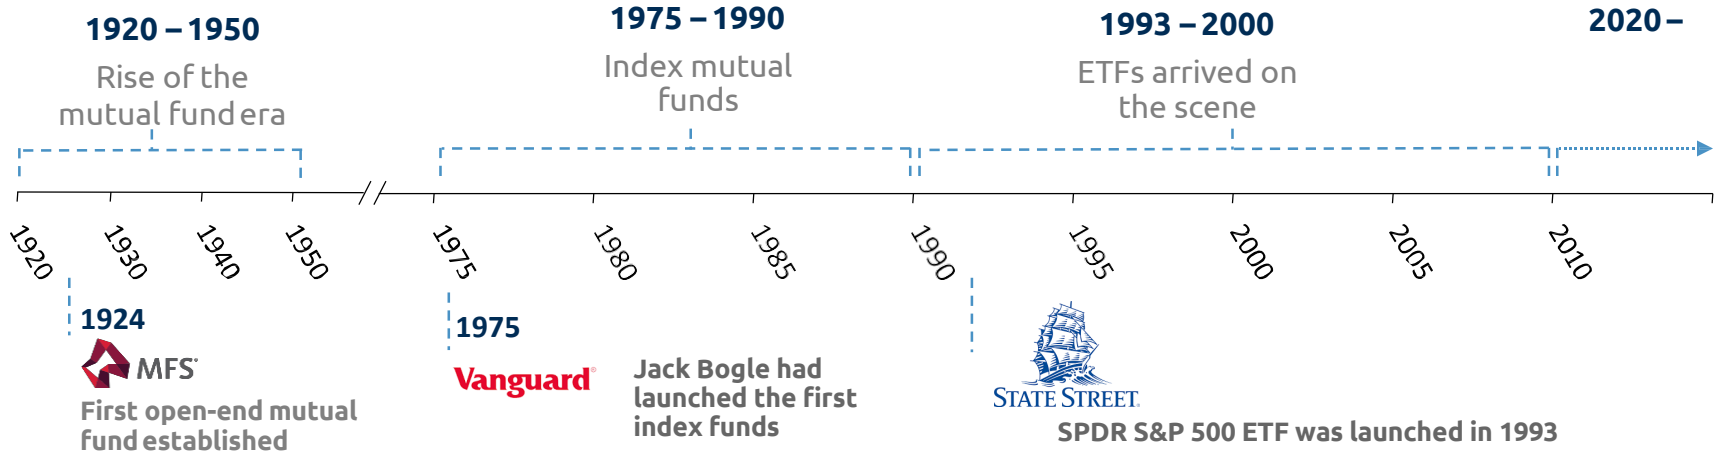 1920 – 1950
Rise of the
mutual fund era
1975 – 1990
Index mutual
funds
1993 – 2000
ETFs arrived on
the scene
2020 –
1920
1930
1940
1950
1975
1980
1985
1990
1995
2000
2005
2010
1924
MFS®
First open-end mutual
fund established
1975
Vanguard®
Jack Bogle had
launched the first
index funds
STATE STREET.
SPDR S&P 500 ETF was launched in 1993